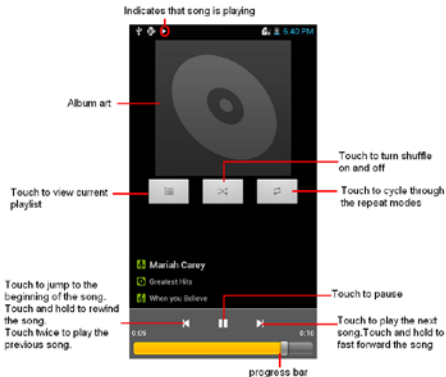 Indicates that song is playing
6:40 PM
Album art
Touch to turn shuffle
on and off
Touch to view current
playlist
Touch to cycle through
the repeat modes
Mariah Carey
Greatest Hits
When you Believe
Touch to jump to the
beginning of the song.
Touch and hold to rewind
the song.
Touch twice to play the
previous song.
Touch to pause
Touch to play the next
song.Touch and hold to
fast forward the song
0:09
0:10
progress bar